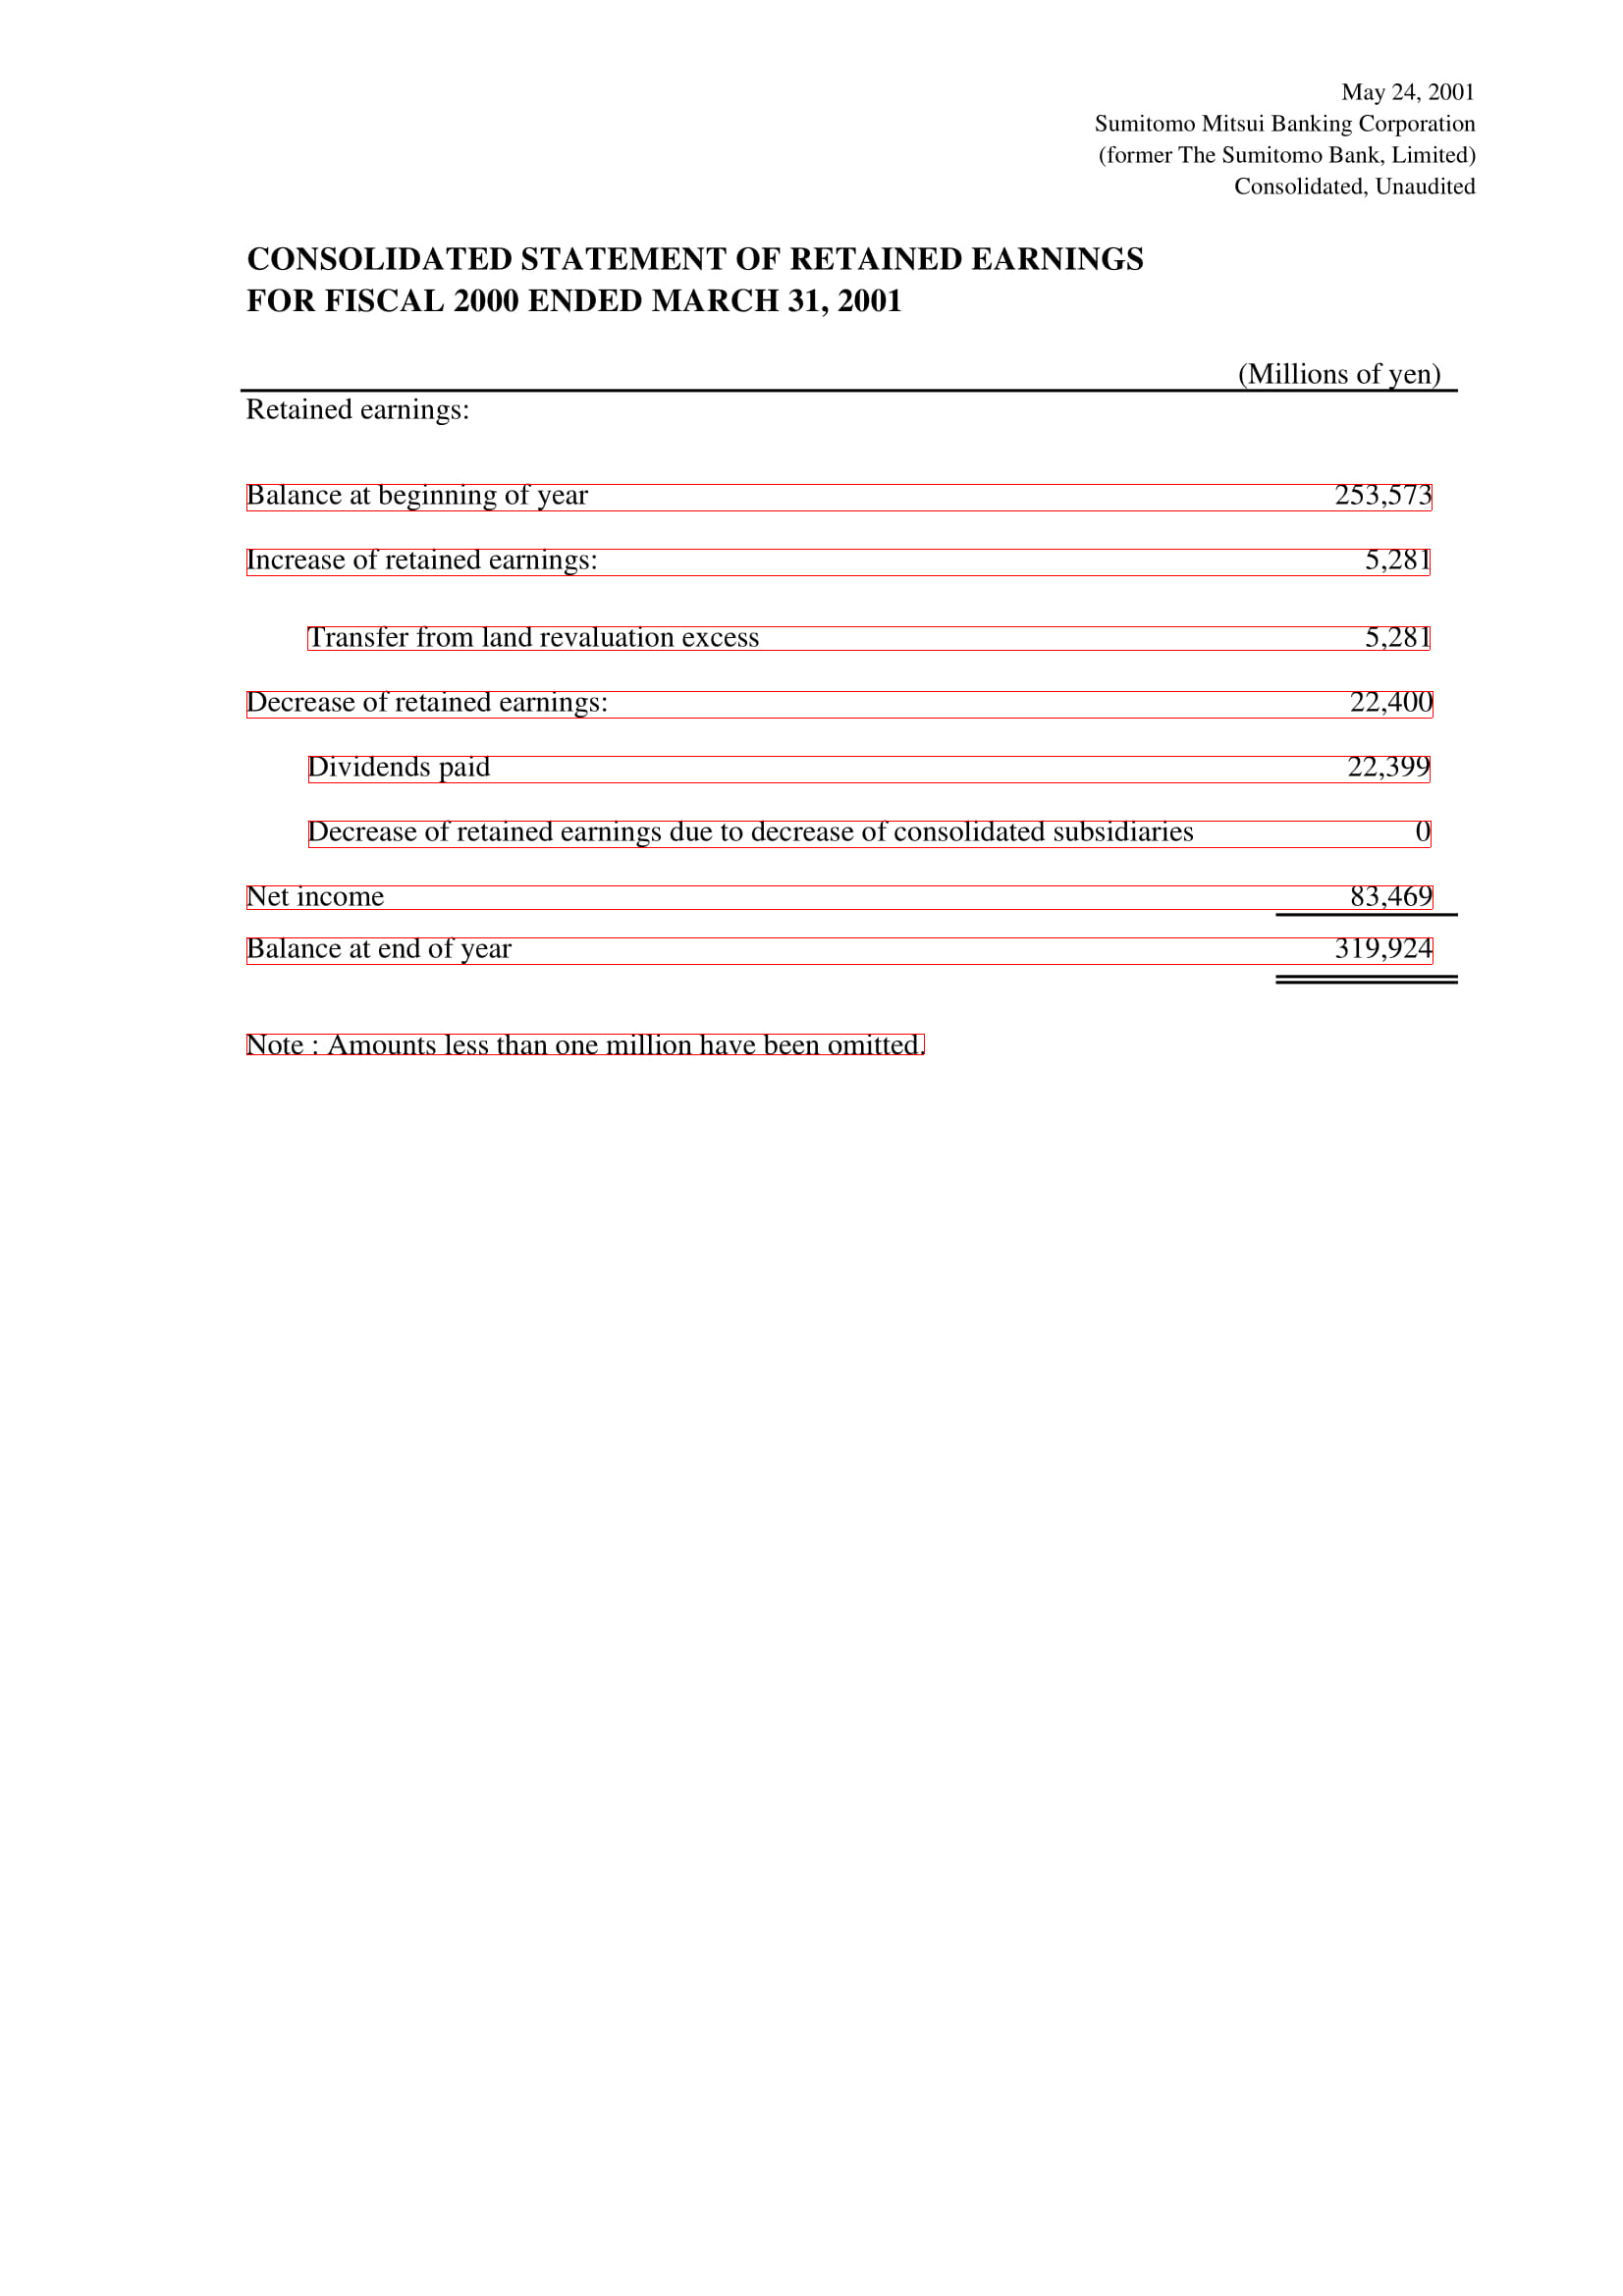 May 24, 2001
Sumitomo Mitsui Banking Corporation
(former The Sumitomo Bank, Limited)
Consolidated, Unaudited
CONSOLIDATED STATEMENT OF RETAINED EARNINGS
FOR FISCAL 2000 ENDED MARCH 31, 2001
(Millions of yen)
Retained earnings:
Balance at beginning of year 253,573
Increase of retained earnings: 5,281
Transfer from land revaluation excess 5,281
Decrease of retained earnings: 22,400
Dividends paid 22,399
Decrease of retained earnings due to decrease of consolidated subsidiaries 0
Net income 83,469
Balance at end of year 319,924
Note : Amounts less than one million have been omitted.